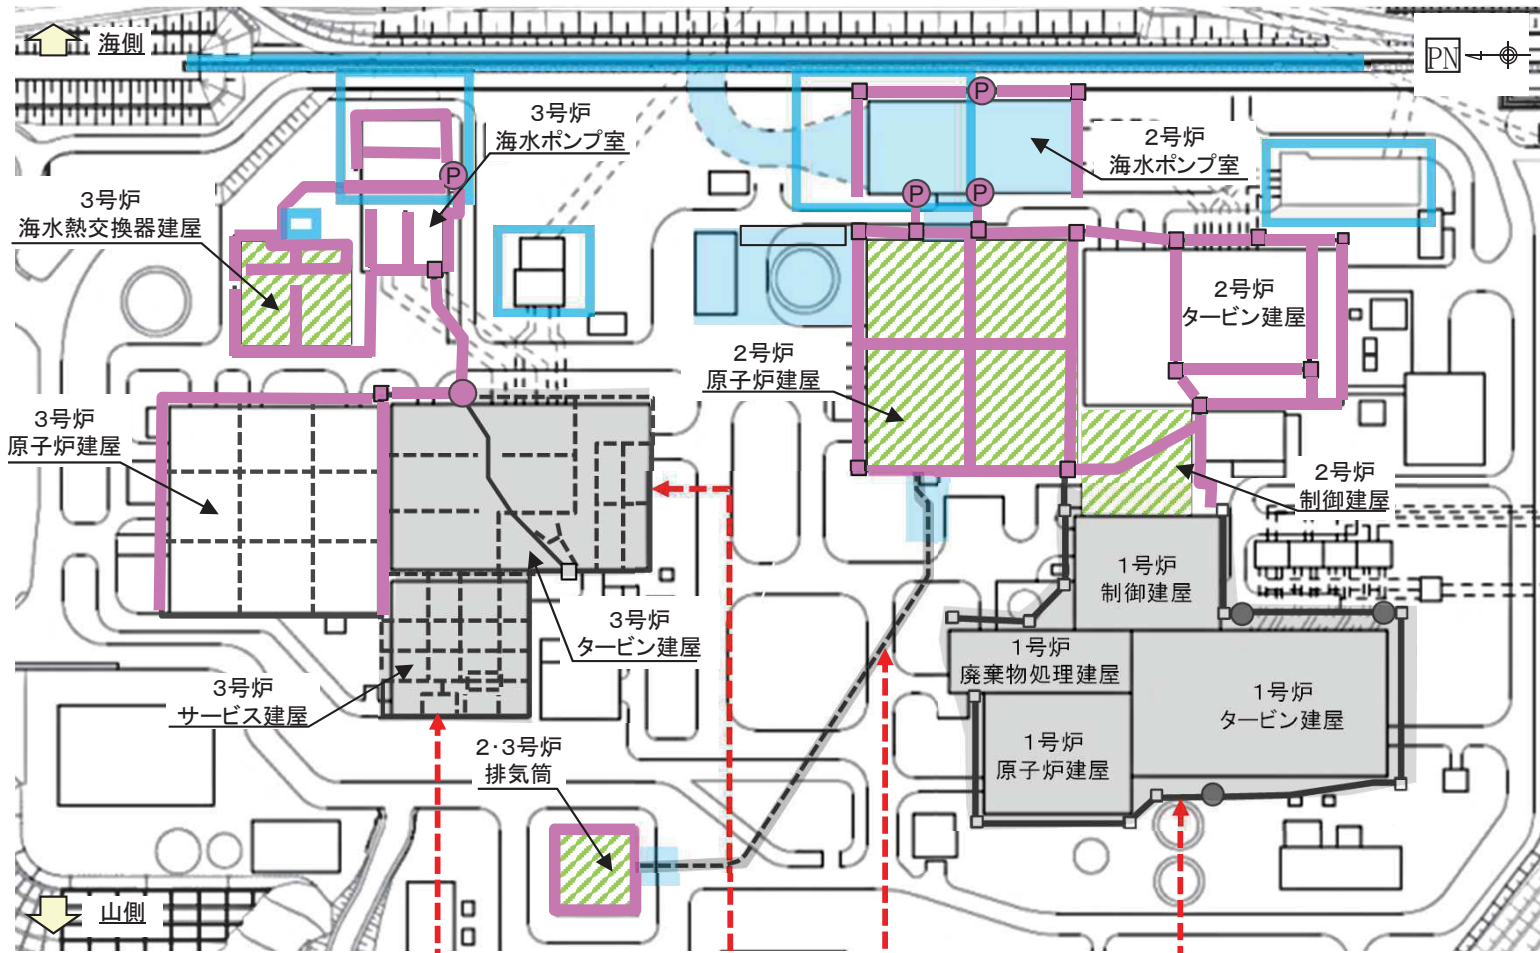 海側
PN
3号炉
海水ポンプ室
2号炉
海水ポンプ室
P
P
P
P
3号炉
海水熱交換器建屋
2号炉
タービン建屋
2号炉
原子炉建屋
3号炉
原子炉建屋
2号炉
制御建屋
1号炉
制御建屋
3号炉
タービン建屋
1号炉
廃棄物処理建屋
3号炉
サービス建屋
1号炉
タービン建屋
2・3号炉
排気筒
1号炉
原子炉建屋
山側